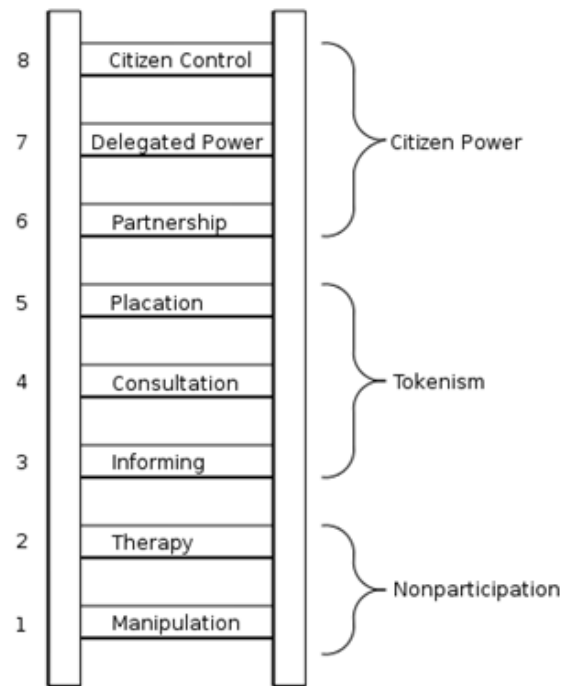 8 Citizen Control
7 Delegated Power
Citizen Power
6 Partnership
5 Placation
4 Consultation
Tokenism
3 Informing
2 Therapy
Nonparticipation
1 Manipulation